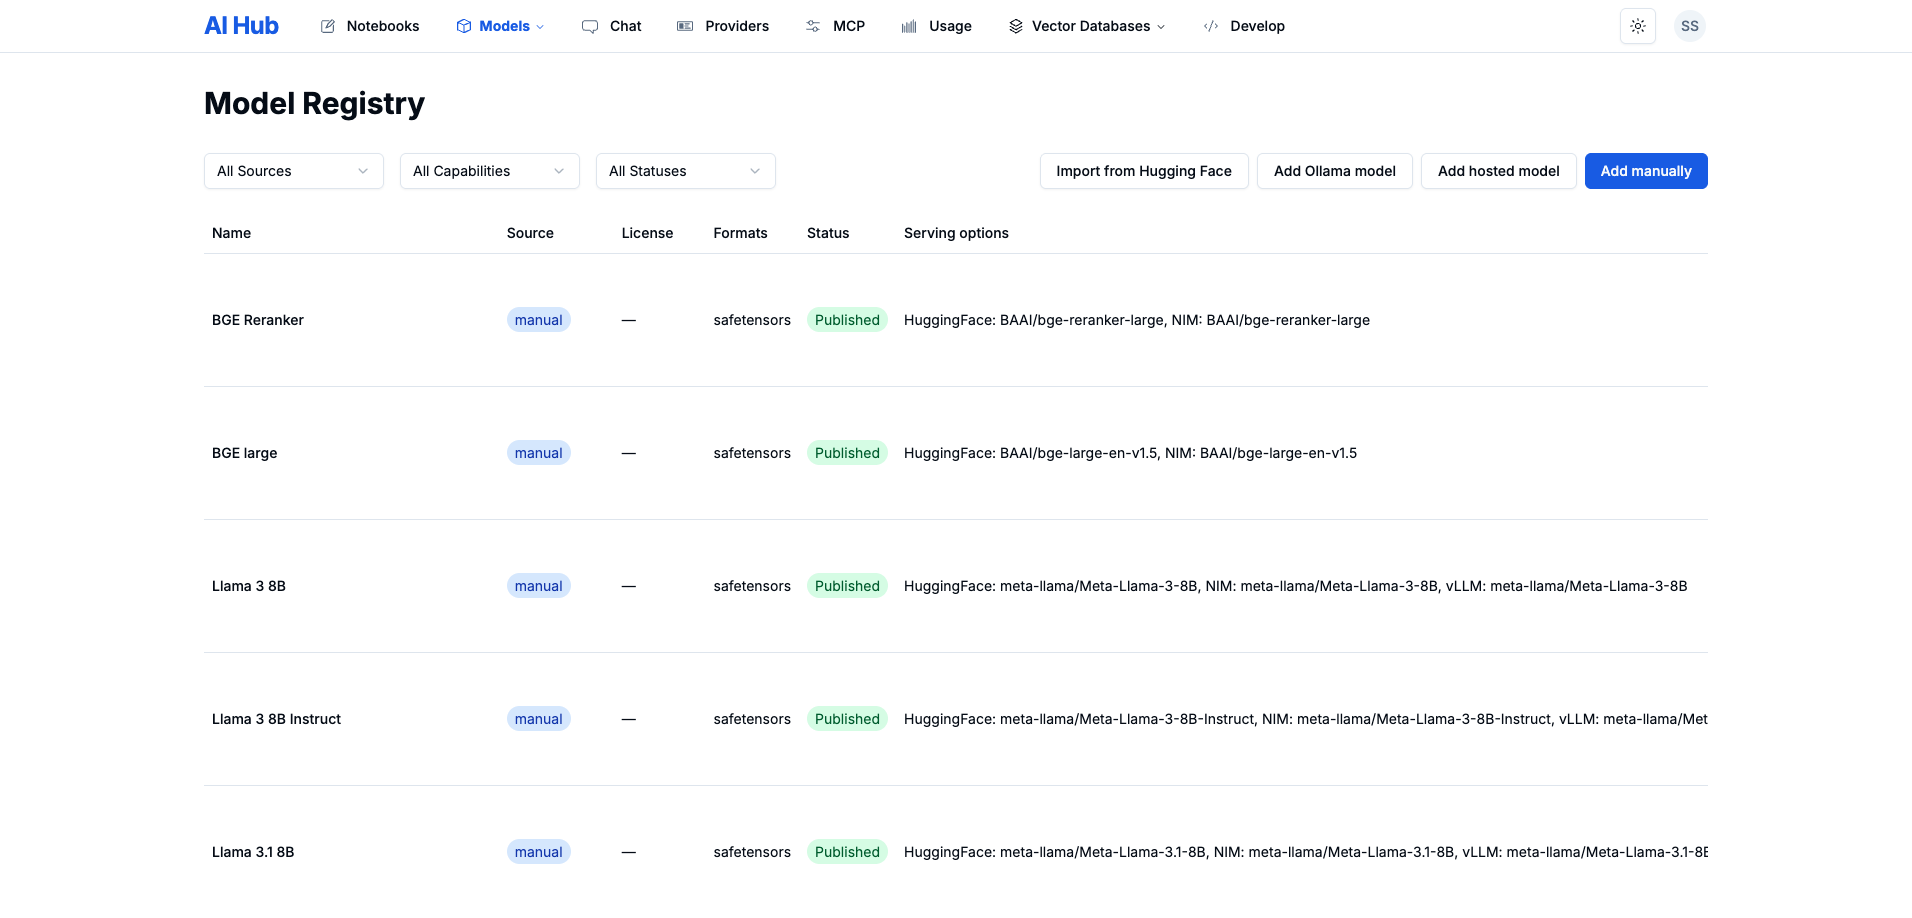 AI Hub Notebooks Models Chat Providers MCP Usage Vector Databases Develop SS
Model Registry
All Sources All Capabilities All Statuses Import from Hugging Face Add Ollama model Add hosted model Add manually
Name Source License Formats Status Serving options
BGE Reranker manual — safetensors Published HuggingFace: BAAI/bge-reranker-large, NIM: BAAI/bge-reranker-large
BGE large manual — safetensors Published HuggingFace: BAAI/bge-large-en-v1.5, NIM: BAAI/bge-large-en-v1.5
Llama 3 8B manual — safetensors Published HuggingFace: meta-llama/Meta-Llama-3-8B, NIM: meta-llama/Meta-Llama-3-8B, vLLM: meta-llama/Meta-Llama-3-8B
Llama 3 8B Instruct manual — safetensors Published HuggingFace: meta-llama/Meta-Llama-3-8B-Instruct, NIM: meta-llama/Meta-Llama-3-8B-Instruct, vLLM: meta-llama/Met
Llama 3.1 8B manual — safetensors Published HuggingFace: meta-llama/Meta-Llama-3.1-8B, NIM: meta-llama/Meta-Llama-3.1-8B, vLLM: meta-llama/Meta-Llama-3.1-8B